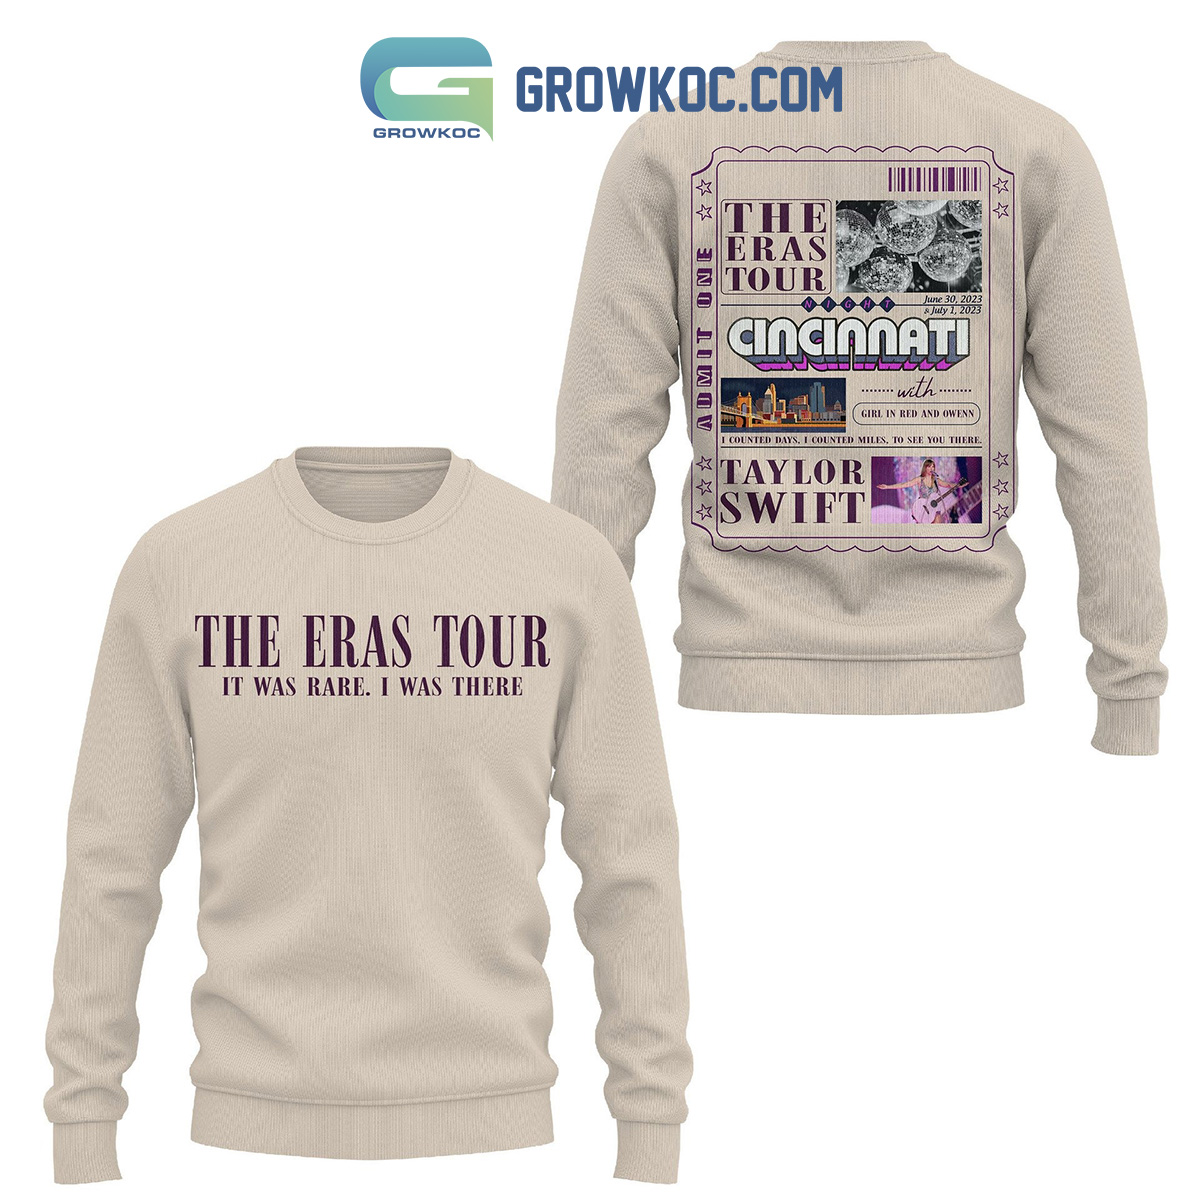 GROWKOC
GROWKOC.COM
THE
ERAS
TOUR
NIGHT
June 30, 2023
& July 1, 2023
CINCINNATI
with
GIRL IN RED AND OWENN
I COUNTED DAYS, I COUNTED MILES, TO SEE YOU THERE.
TAYLOR
SWIFT
ADMIT ONE
THE ERAS TOUR
IT WAS RARE. I WAS THERE